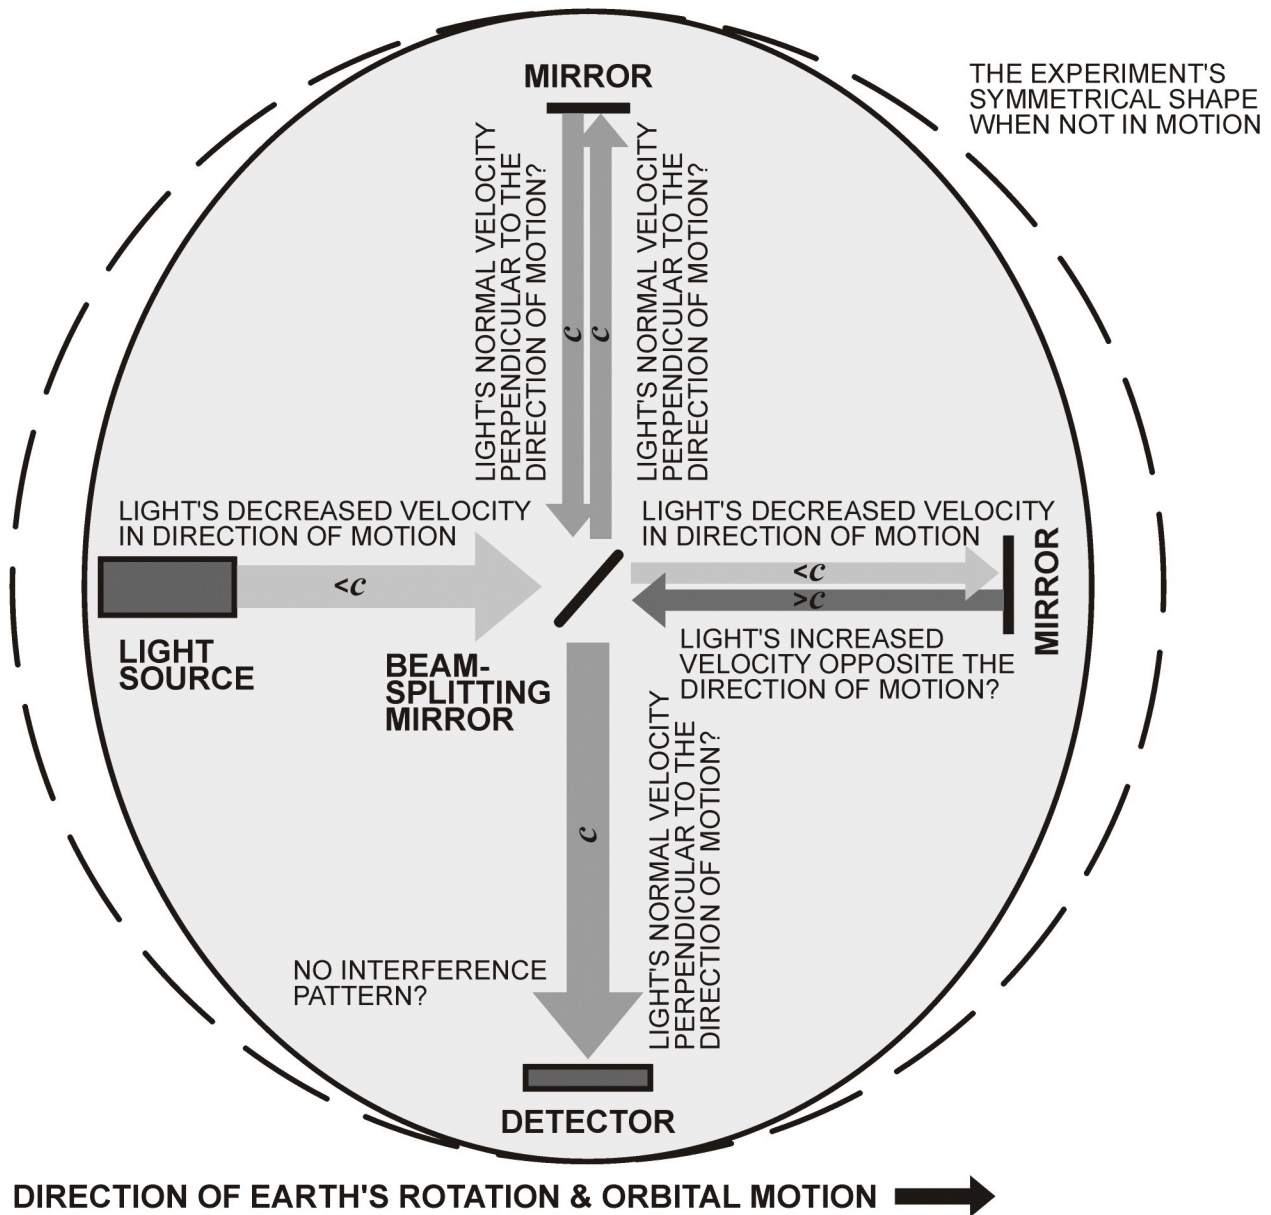 MIRROR
THE EXPERIMENT'S
SYMMETRICAL SHAPE
WHEN NOT IN MOTION
LIGHT'S NORMAL VELOCITY
PERPENDICULAR TO THE
DIRECTION OF MOTION?
c
c
LIGHT'S NORMAL VELOCITY
PERPENDICULAR TO THE
DIRECTION OF MOTION?
LIGHT'S DECREASED VELOCITY
IN DIRECTION OF MOTION
<c
LIGHT
SOURCE
BEAM-
SPLITTING
MIRROR
LIGHT'S DECREASED VELOCITY
IN DIRECTION OF MOTION
<c
>c
MIRROR
LIGHT'S INCREASED
VELOCITY OPPOSITE THE
DIRECTION OF MOTION?
c
LIGHT'S NORMAL VELOCITY
PERPENDICULAR TO THE
DIRECTION OF MOTION?
NO INTERFERENCE
PATTERN?
DETECTOR
DIRECTION OF EARTH'S ROTATION & ORBITAL MOTION